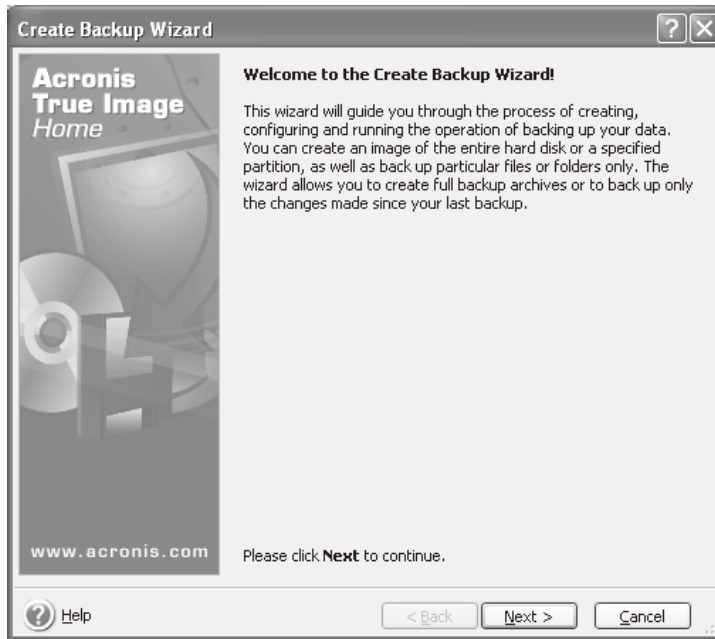 Create Backup Wizard
Acronis
True Image
Home
Welcome to the Create Backup Wizard!
This wizard will guide you through the process of creating,
configuring and running the operation of backing up your data.
You can create an image of the entire hard disk or a specified
partition, as well as back up particular files or folders only. The
wizard allows you to create full backup archives or to back up only
the changes made since your last backup.
www.acronis.com
Please click Next to continue.
? Help
< Back
Next >
Cancel